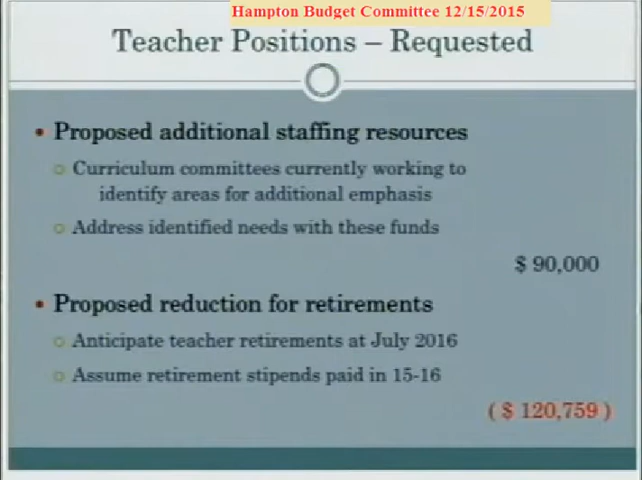 Hampton Budget Committee 12/15/2015
Teacher Positions – Requested
• Proposed additional staffing resources
Curriculum committees currently working to
identify areas for additional emphasis
Address identified needs with these funds
$ 90,000
• Proposed reduction for retirements
Anticipate teacher retirements at July 2016
Assume retirement stipends paid in 15-16
( $ 120,759 )